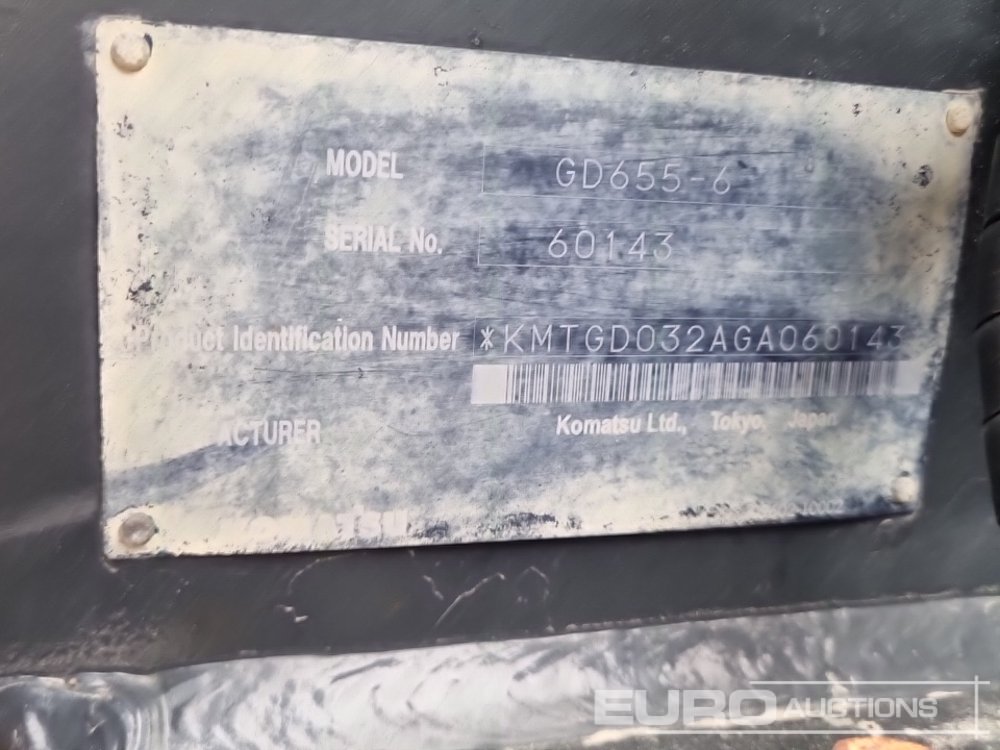 MODEL GD655-6
SERIAL No. 60143
Product Identification Number *KMTGD032AGA060143
ACTURER Komatsu Ltd., Tokyo, Japan
EURO AUCTIONS